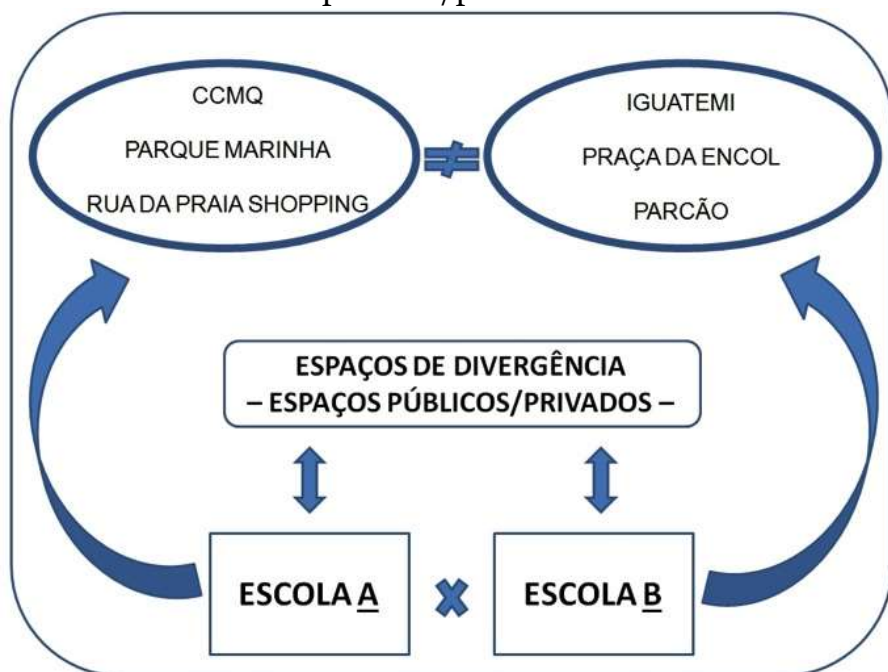 CCMQ
PARQUE MARINHA
RUA DA PRAIA SHOPPING
≠
IGUATEMI
PRAÇA DA ENCOL
PARCÃO
ESPAÇOS DE DIVERGÊNCIA
– ESPAÇOS PÚBLICOS/PRIVADOS –
ESCOLA A
x
ESCOLA B